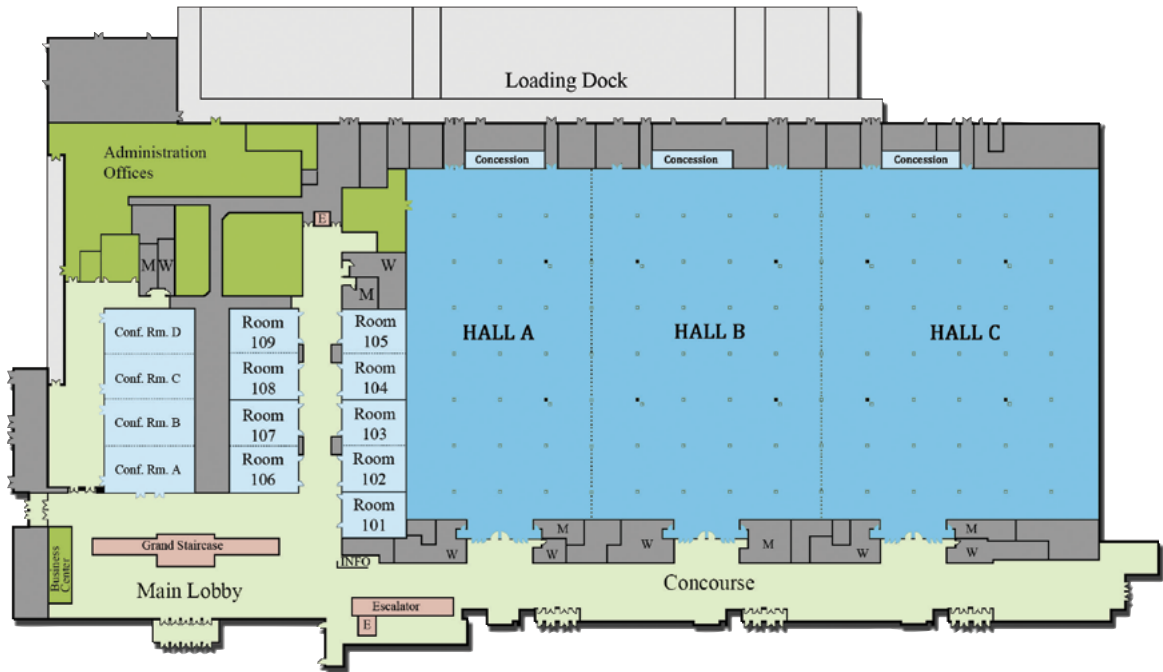 Loading Dock
Administration
Offices
Concession
Concession
Concession
E
M
W
W
M
HALL A
HALL B
HALL C
Conf. Rm. D
Conf. Rm. C
Conf. Rm. B
Conf. Rm. A
Room
109
Room
108
Room
107
Room
106
Room
105
Room
104
Room
103
Room
102
Room
101
Business
Center
Grand Staircase
Main Lobby
INFO
W
M
W
W
M
W
M
W
Concourse
Escalator
E